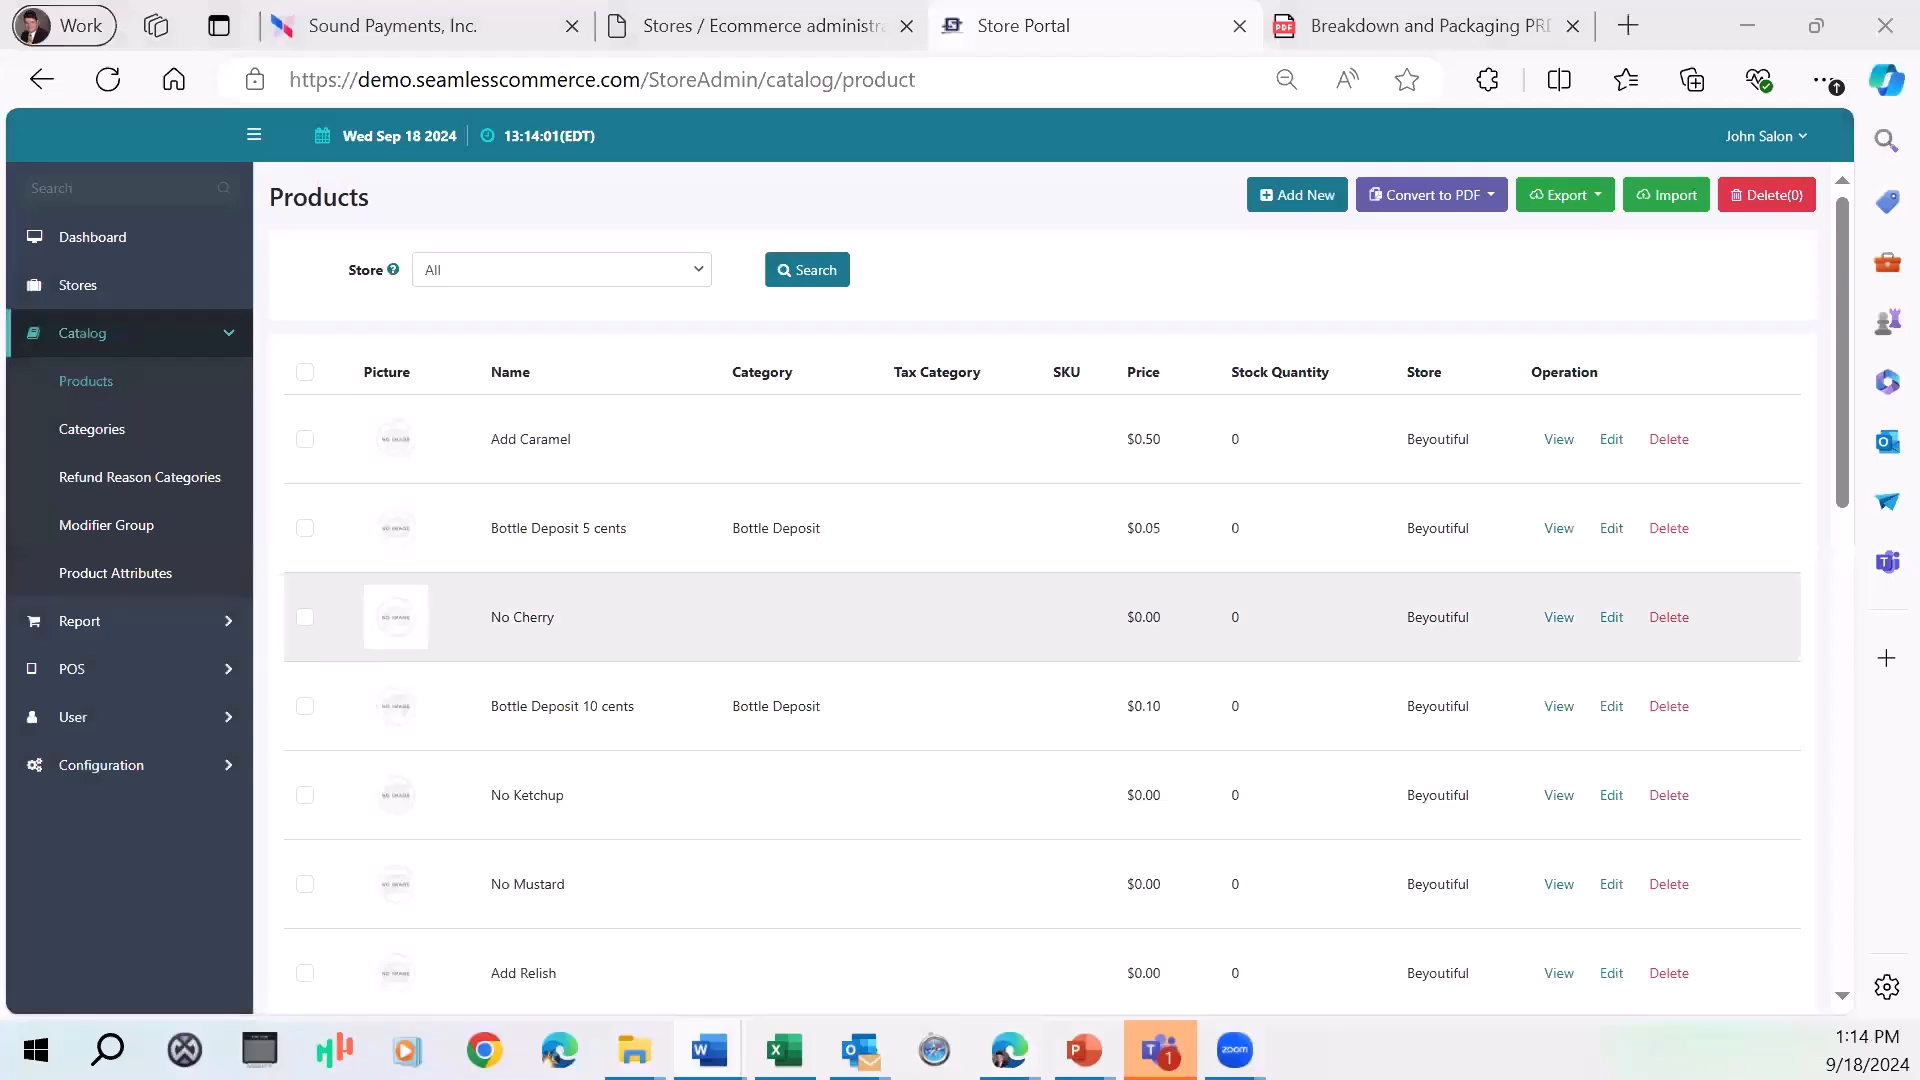 Work
Sound Payments, Inc.
Stores / Ecommerce administra
Store Portal
Breakdown and Packaging PR
https://demo.seamlesscommerce.com/StoreAdmin/catalog/product
Wed Sep 18 2024
13:14:01(EDT)
John Salon
Search
Dashboard
Stores
Catalog
Products
Categories
Refund Reason Categories
Modifier Group
Product Attributes
Report
POS
User
Configuration
Products
Add New
Convert to PDF
Export
Import
Delete(0)
Store
All
Search
Picture Name Category Tax Category SKU Price Stock Quantity Store Operation
Add Caramel $0.50 0 Beyoutiful View Edit Delete
Bottle Deposit 5 cents Bottle Deposit $0.05 0 Beyoutiful View Edit Delete
No Cherry $0.00 0 Beyoutiful View Edit Delete
Bottle Deposit 10 cents Bottle Deposit $0.10 0 Beyoutiful View Edit Delete
No Ketchup $0.00 0 Beyoutiful View Edit Delete
No Mustard $0.00 0 Beyoutiful View Edit Delete
Add Relish $0.00 0 Beyoutiful View Edit Delete
zoom
1:14 PM
9/18/2024